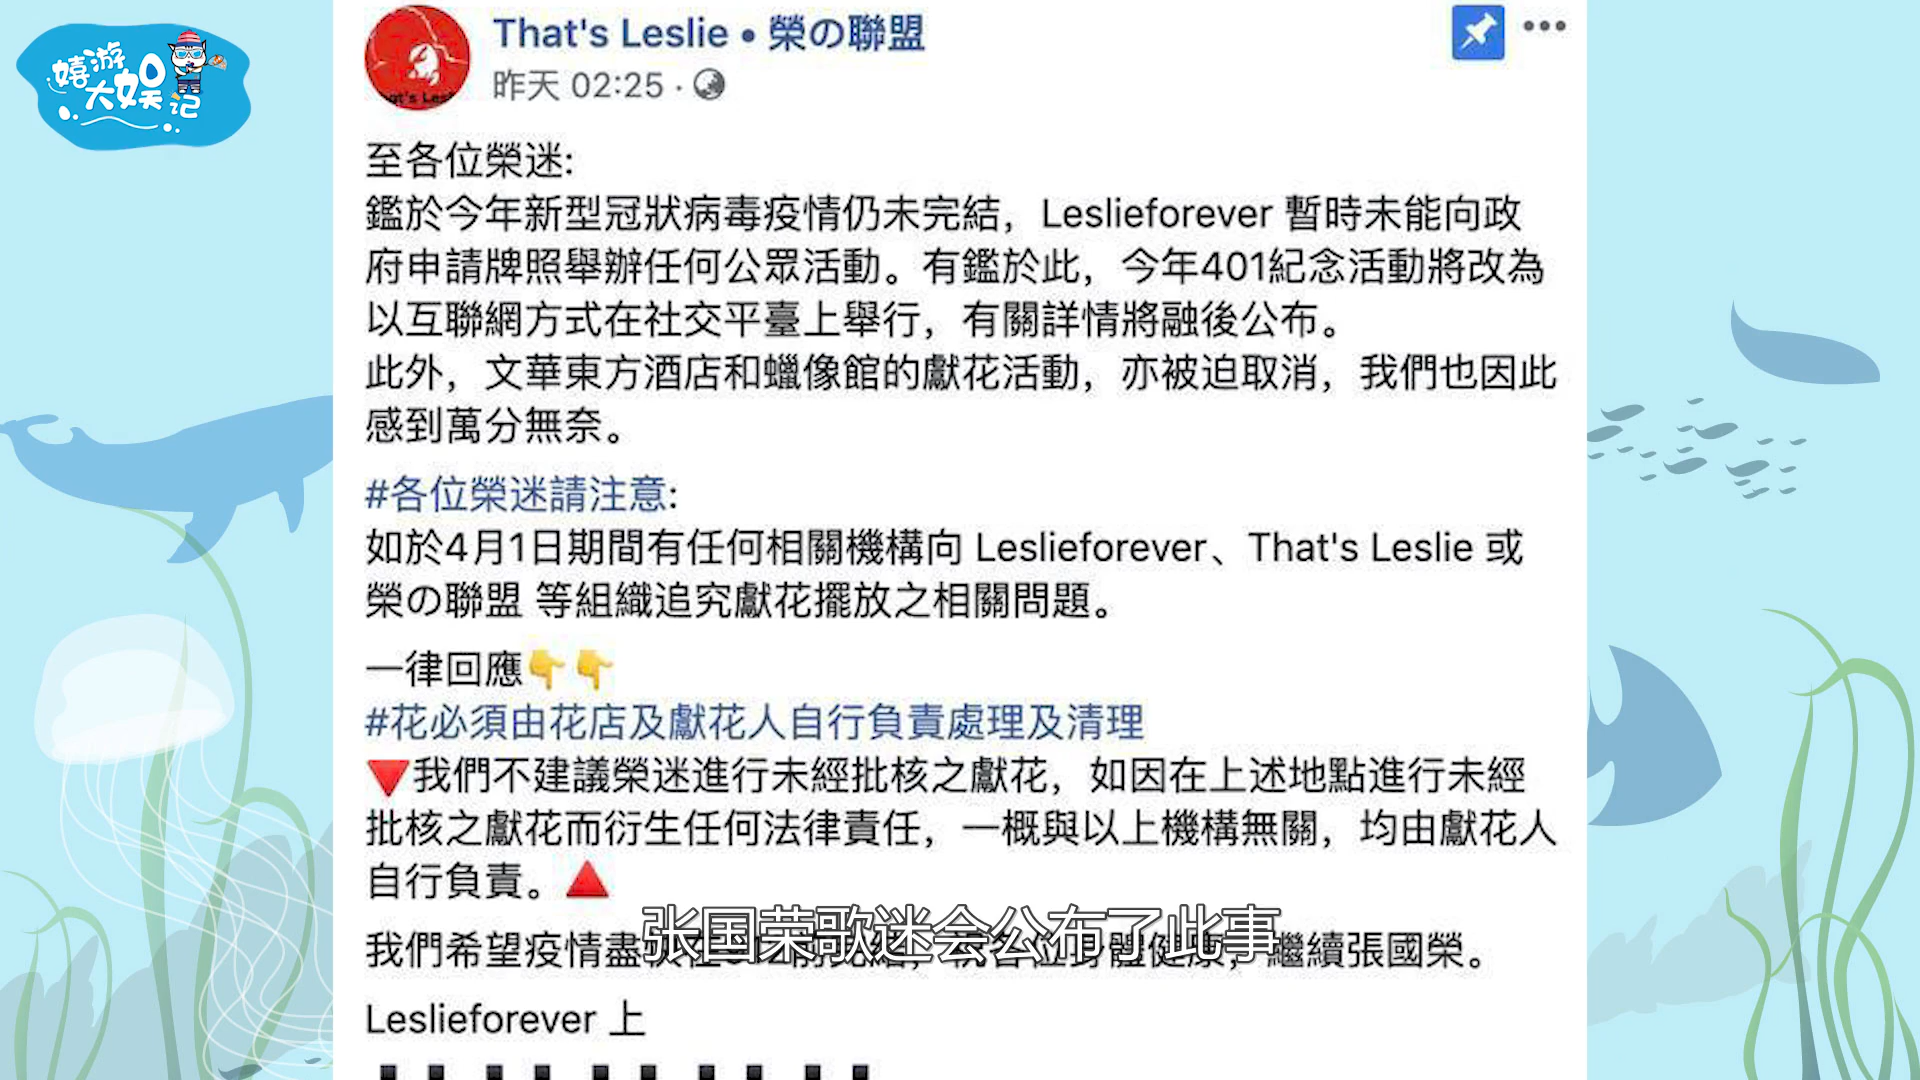 嬉游
大娱记
That's Leslie • 榮の聯盟
昨天 02:25 ·
至各位榮迷:
鑑於今年新型冠狀病毒疫情仍未完結，Leslieforever 暫時未能向政
府申請牌照舉辦任何公眾活動。有鑑於此，今年401紀念活動將改為
以互聯網方式在社交平臺上舉行，有關詳情將融後公布。
此外，文華東方酒店和蠟像館的獻花活動，亦被迫取消，我們也因此
感到萬分無奈。
#各位榮迷請注意:
如於4月1日期間有任何相關機構向 Leslieforever、That's Leslie 或
榮の聯盟 等組織追究獻花擺放之相關問題。
一律回應👇👇
#花必須由花店及獻花人自行負責處理及清理
🔻我們不建議榮迷進行未經批核之獻花，如因在上述地點進行未經
批核之獻花而衍生任何法律責任，一概與以上機構無關，均由獻花人
自行負責。🔺
我們希望疫情盡 各位身體健康，繼續張國榮。
张国荣歌迷会公布了此事
Leslieforever 上